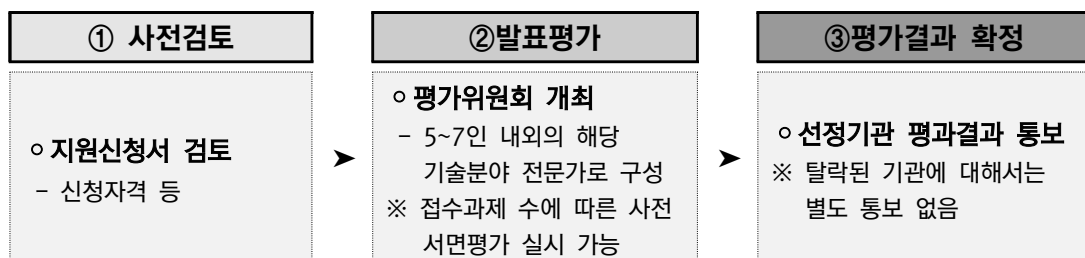 ① 사전검토
○ 지원신청서 검토
- 신청자격 등
➤
②발표평가
○ 평가위원회 개최
- 5~7인 내외의 해당
기술분야 전문가로 구성
※ 접수과제 수에 따른 사전
서면평가 실시 가능
➤
③평가결과 확정
○ 선정기관 평과결과 통보
※ 탈락된 기관에 대해서는
별도 통보 없음